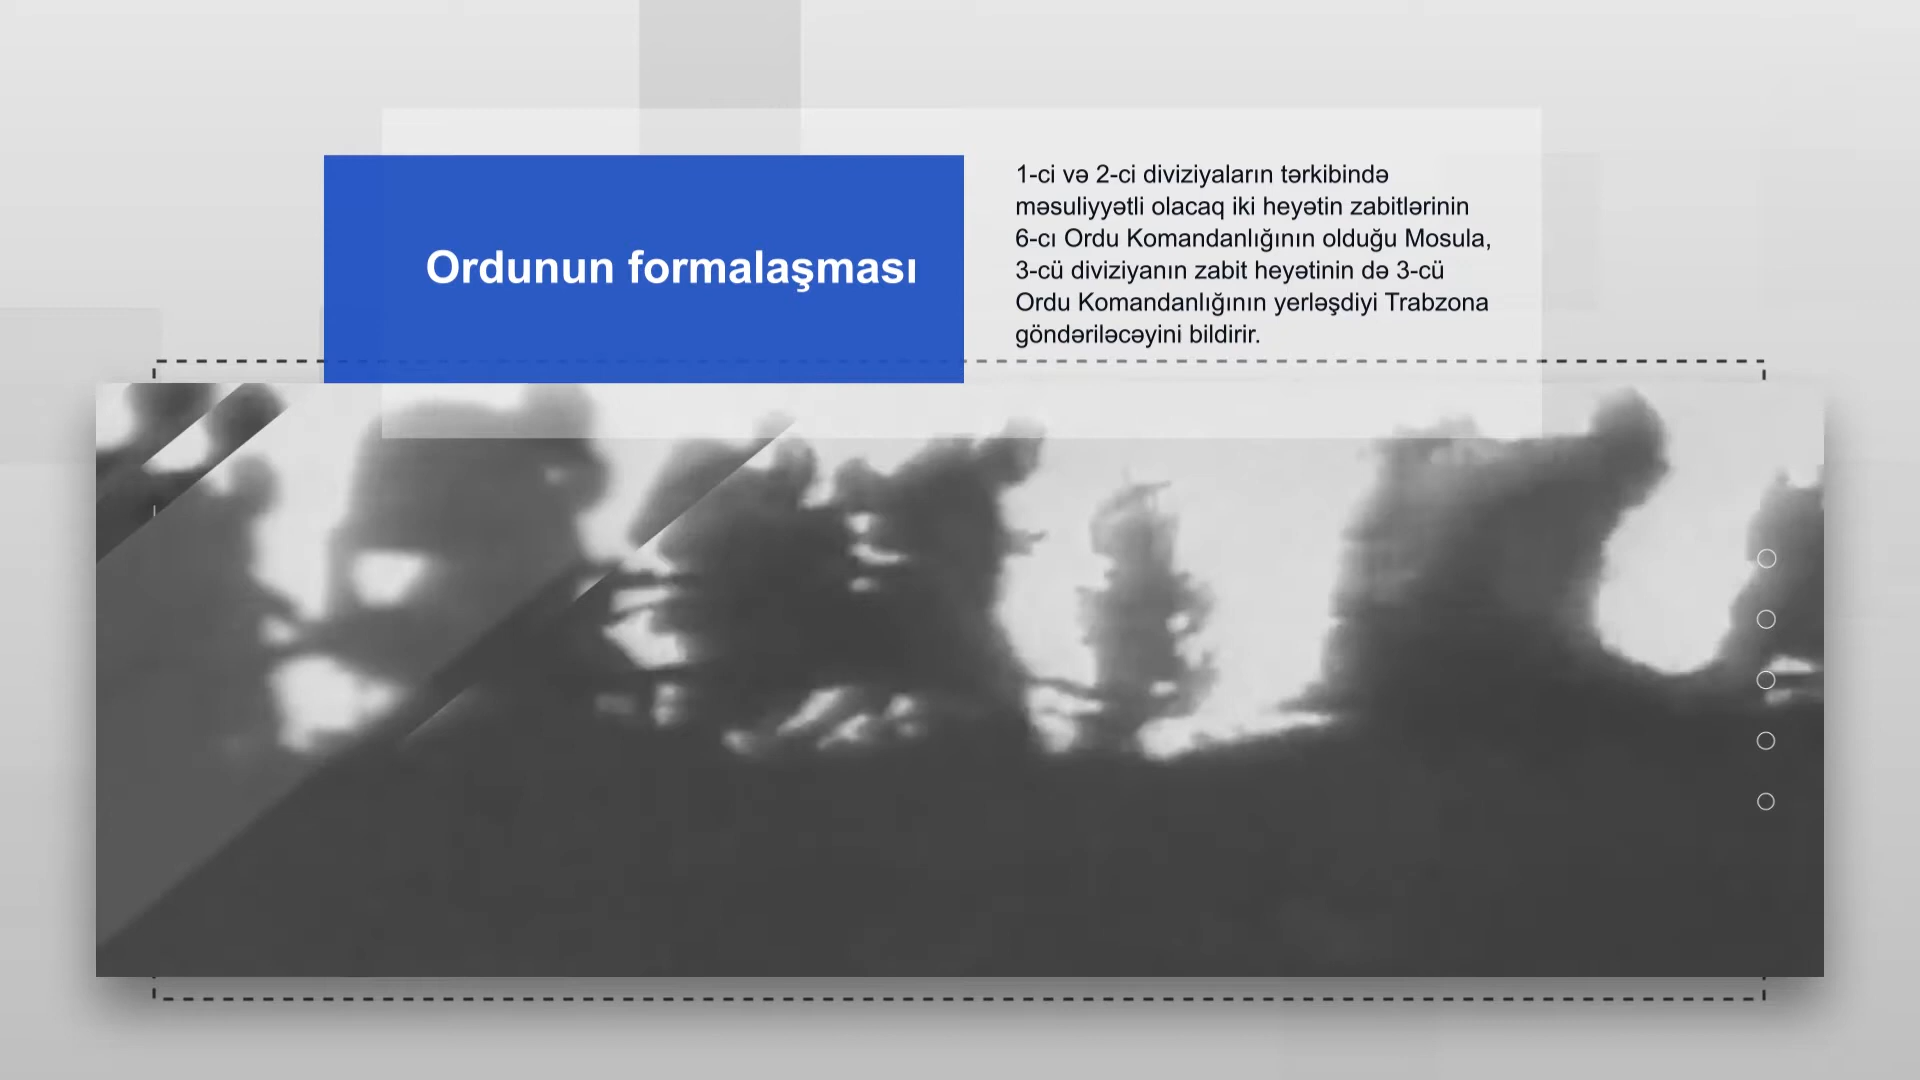 Ordunun formalaşması
1-ci və 2-ci diviziyaların tərkibində
məsuliyyətli olacaq iki heyətin zabitlərinin
6-cı Ordu Komandanlığının olduğu Mosula,
3-cü diviziyanın zabit heyətinin də 3-cü
Ordu Komandanlığının yerləşdiyi Trabzona
göndəriləcəyini bildirir.